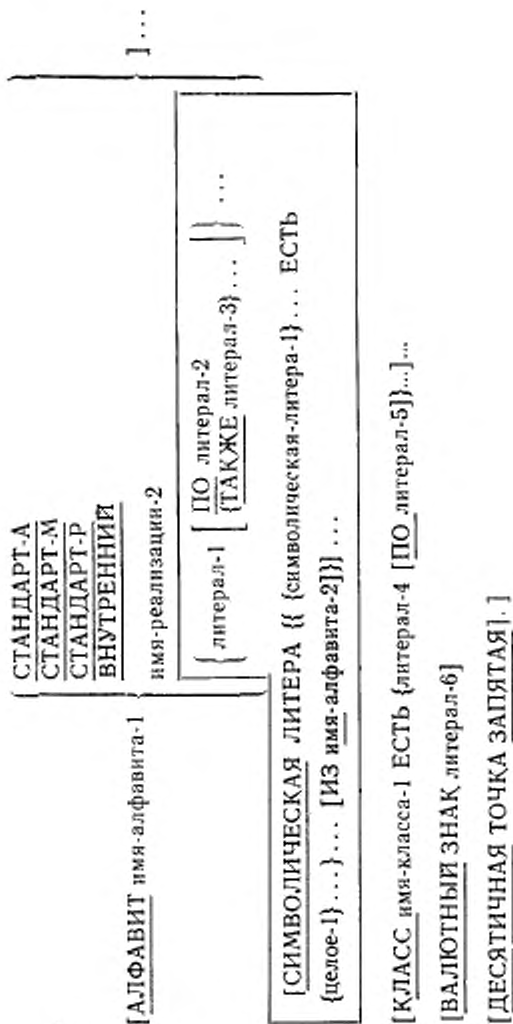 СТАНДАРТ-А
СТАНДАРТ-М
СТАНДАРТ-Р
ВНУТРЕННИЙ
[АЛФАВИТ имя-алфавита-1 { имя-реализации-2 } ] ...
{ литерал-1 [ ПО литерал-2
{ТАКЖЕ литерал-3} ... ] } ...
[СИМВОЛИЧЕСКАЯ ЛИТЕРА {{ {символическая-литера-1} ... ЕСТЬ
{целое-1} ... } ... [ИЗ имя-алфавита-2]}] ...
[КЛАСС имя-класса-1 ЕСТЬ {литерал-4 [ПО литерал-5]}...]...
[ВАЛЮТНЫЙ ЗНАК литерал-6]
[ДЕСЯТИЧНАЯ ТОЧКА ЗАПЯТАЯ]. ]